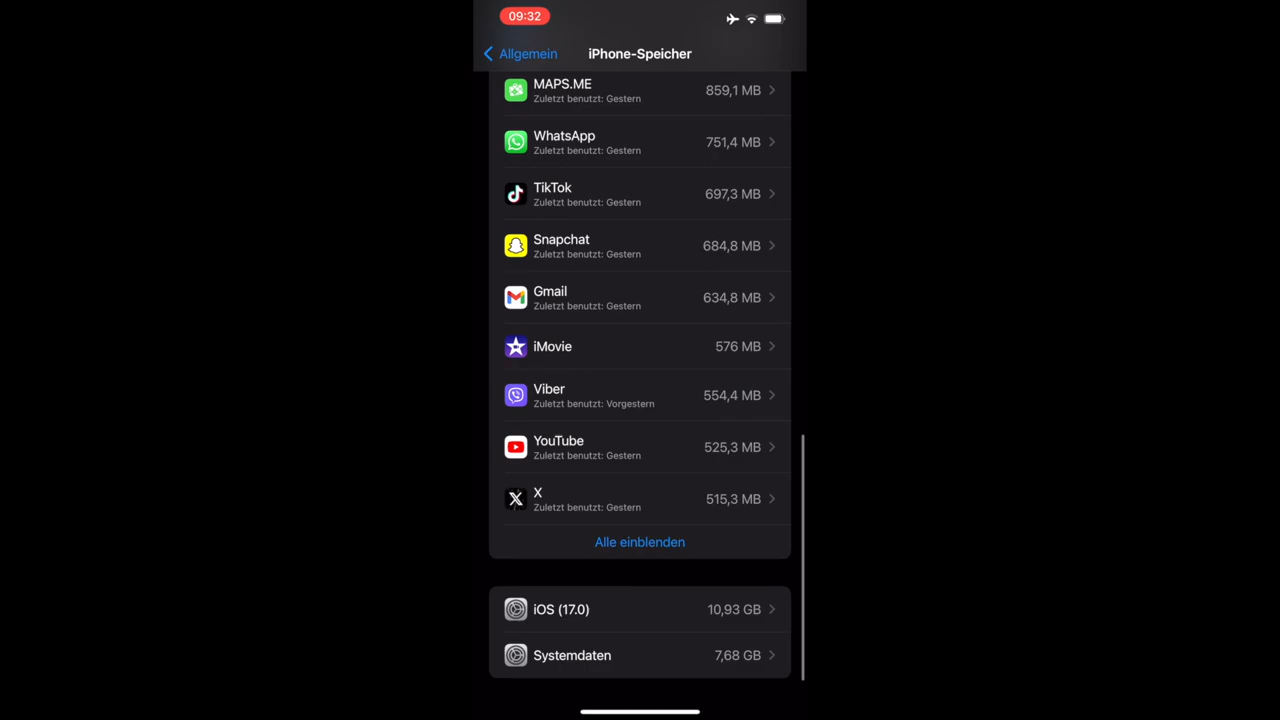 09:32
Allgemein
iPhone-Speicher
MAPS.ME
859,1 MB
Zuletzt benutzt: Gestern
WhatsApp
751,4 MB
Zuletzt benutzt: Gestern
TikTok
697,3 MB
Zuletzt benutzt: Gestern
Snapchat
684,8 MB
Zuletzt benutzt: Gestern
Gmail
634,8 MB
Zuletzt benutzt: Gestern
iMovie
576 MB
Viber
554,4 MB
Zuletzt benutzt: Vorgestern
YouTube
525,3 MB
Zuletzt benutzt: Gestern
X
515,3 MB
Zuletzt benutzt: Gestern
Alle einblenden
iOS (17.0)
10,93 GB
Systemdaten
7,68 GB